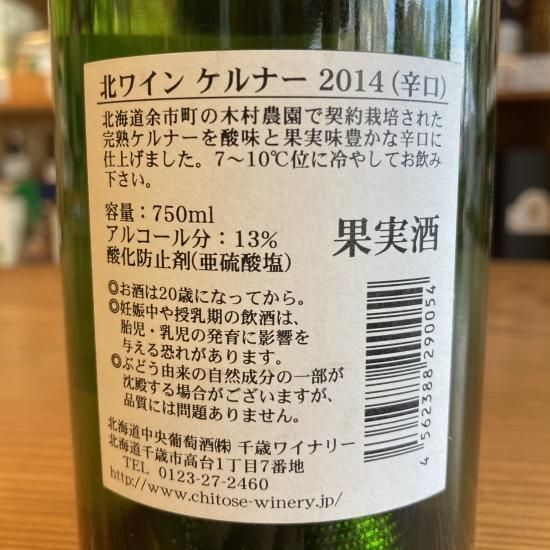 北ワイン ケルナー 2014(辛口)
北海道余市町の木村農園で契約栽培された
完熟ケルナーを酸味と果実味豊かな辛口に
仕上げました。7～10℃位に冷やしてお飲み
下さい。
容量：750ml
アルコール分：13%
酸化防止剤(亜硫酸塩)
果実酒
◎お酒は20歳になってから。
◎妊娠中や授乳期の飲酒は、
胎児・乳児の発育に影響を
与える恐れがあります。
◎ぶどう由来の自然成分の一部が
沈殿する場合がございますが、
品質には問題ありません。
4562388290054
北海道中央葡萄酒㈱ 千歳ワイナリー
北海道千歳市高台1丁目7番地
TEL 0123-27-2460
http://www.chitose-winery.jp/